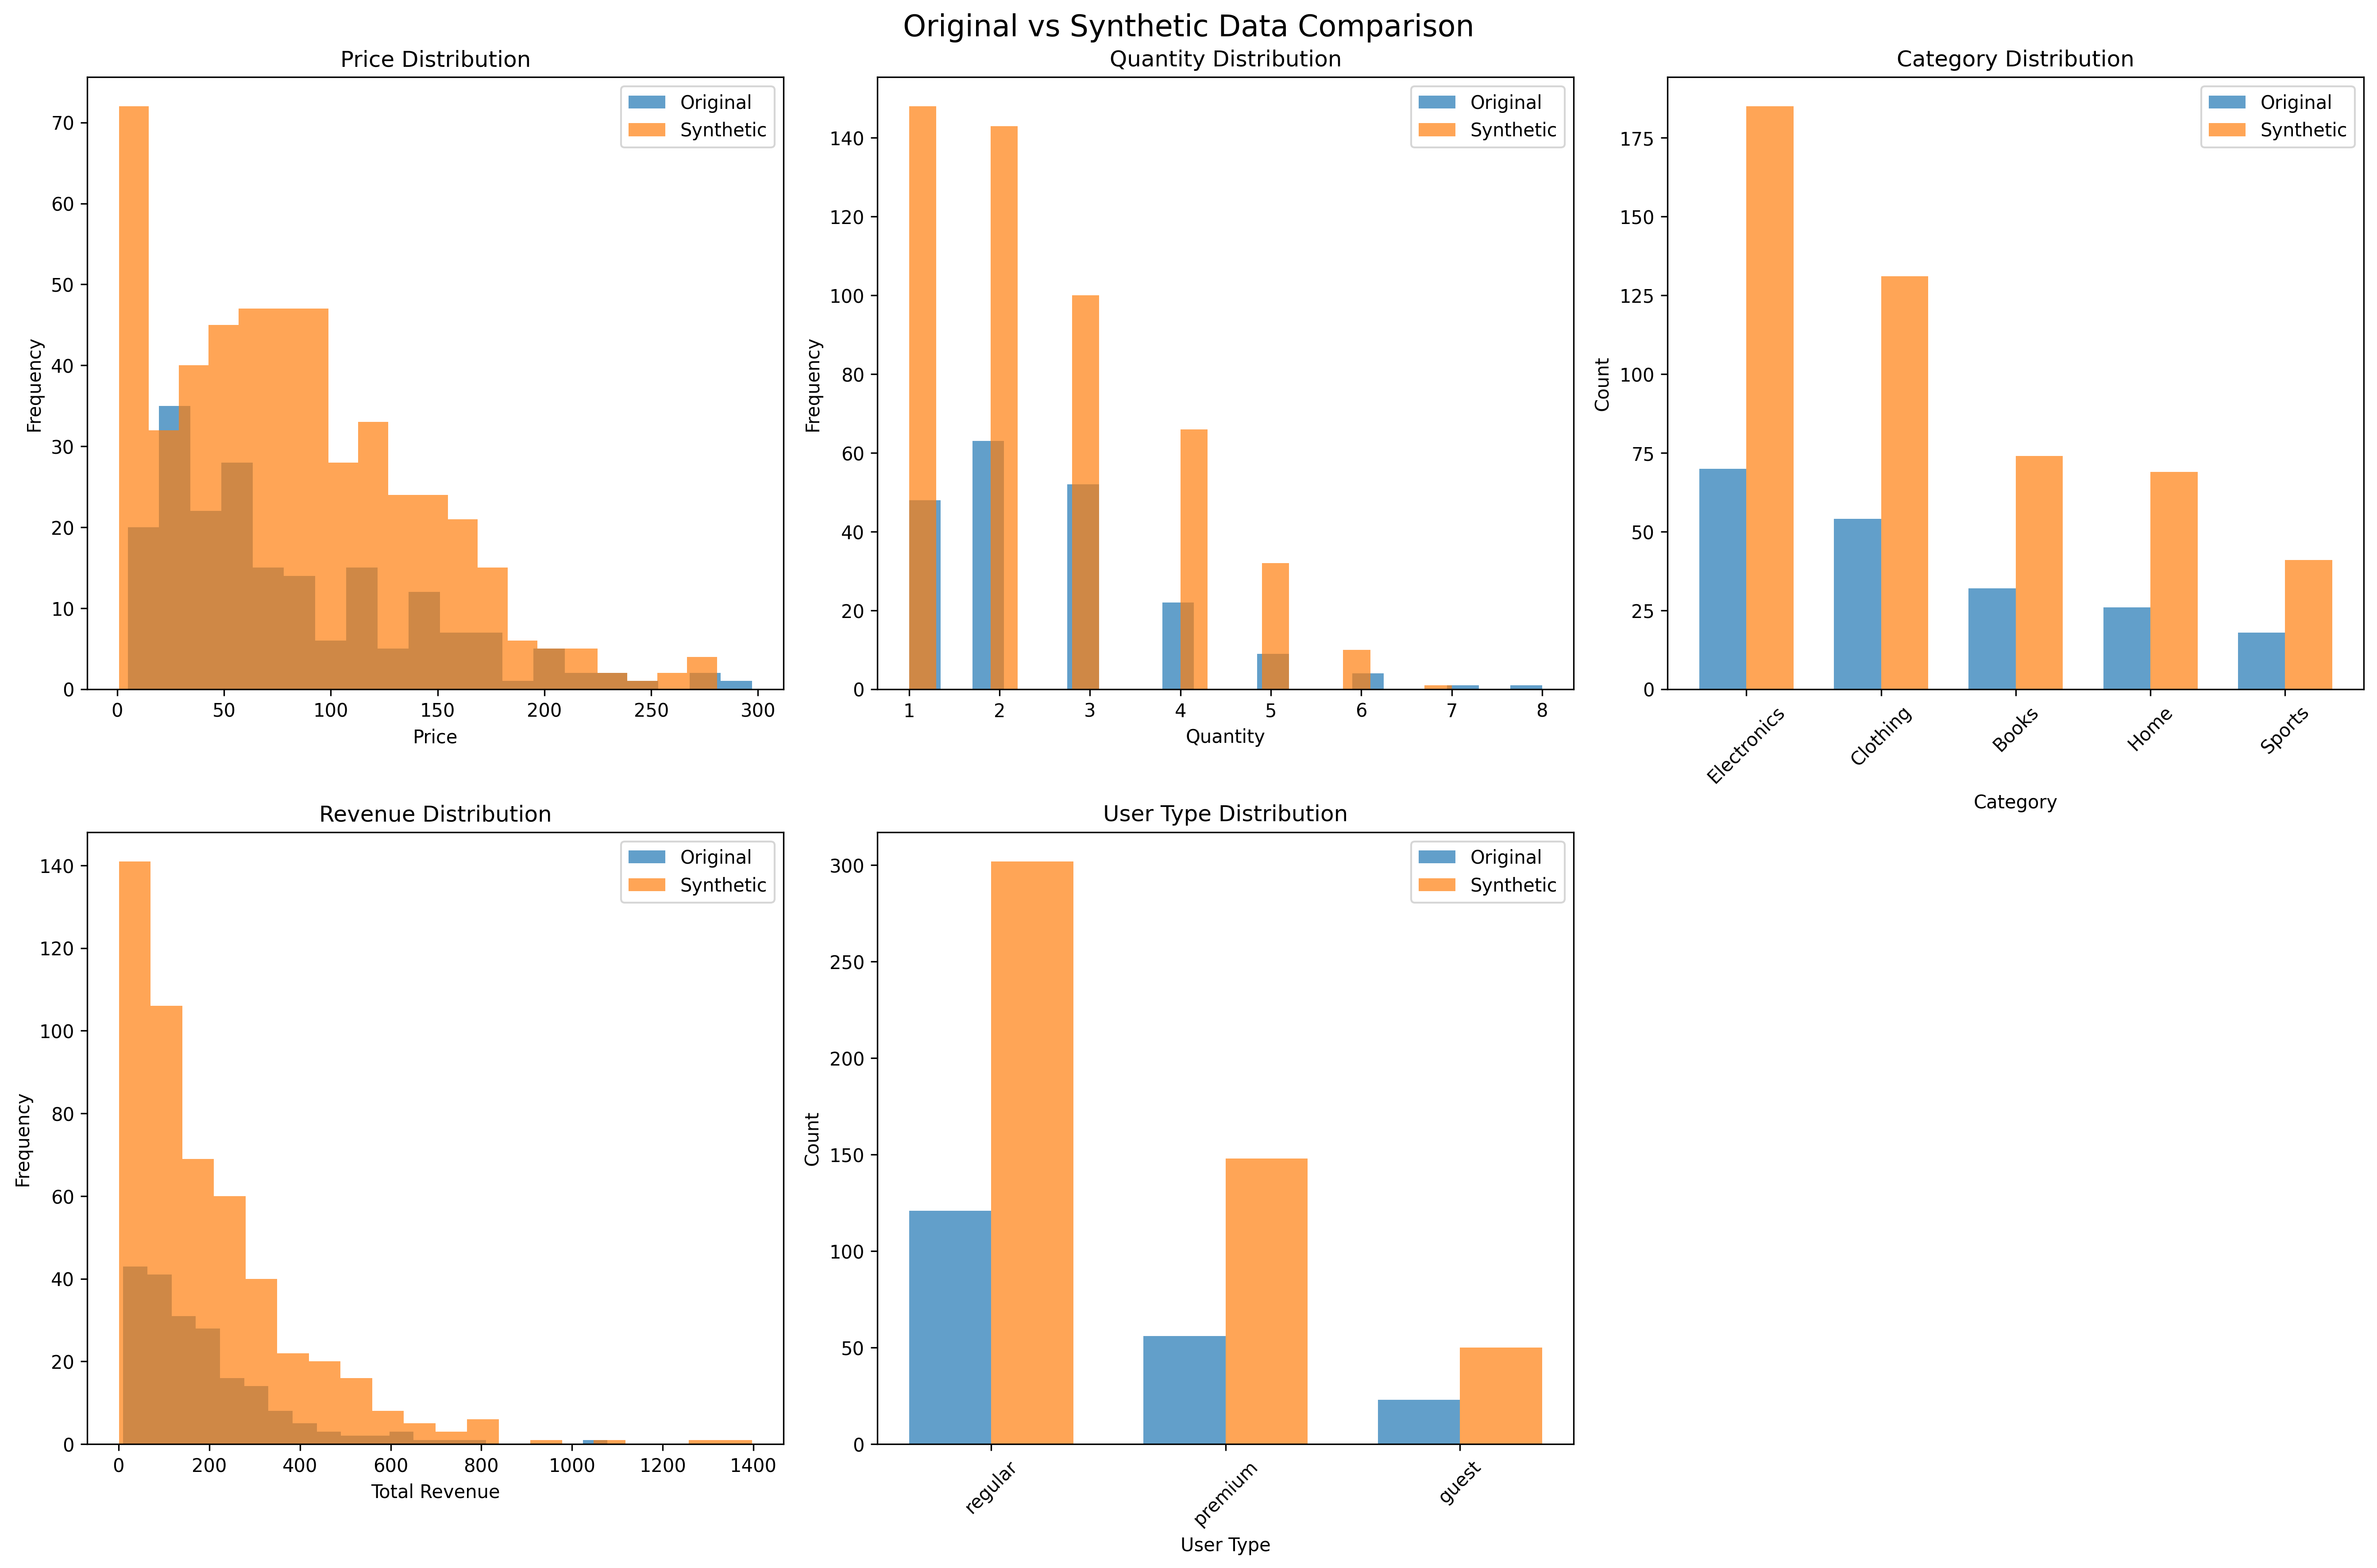 Original vs Synthetic Data Comparison
Price Distribution
Original
Synthetic
70
60
50
40
30
20
10
0
Frequency
0 50 100 150 200 250 300
Price
Quantity Distribution
Original
Synthetic
140
120
100
80
60
40
20
0
Frequency
1 2 3 4 5 6 7 8
Quantity
Category Distribution
Original
Synthetic
175
150
125
100
75
50
25
0
Count
Electronics Clothing Books Home Sports
Category
Revenue Distribution
Original
Synthetic
140
120
100
80
60
40
20
0
Frequency
0 200 400 600 800 1000 1200 1400
Total Revenue
User Type Distribution
Original
Synthetic
300
250
200
150
100
50
0
Count
regular premium guest
User Type